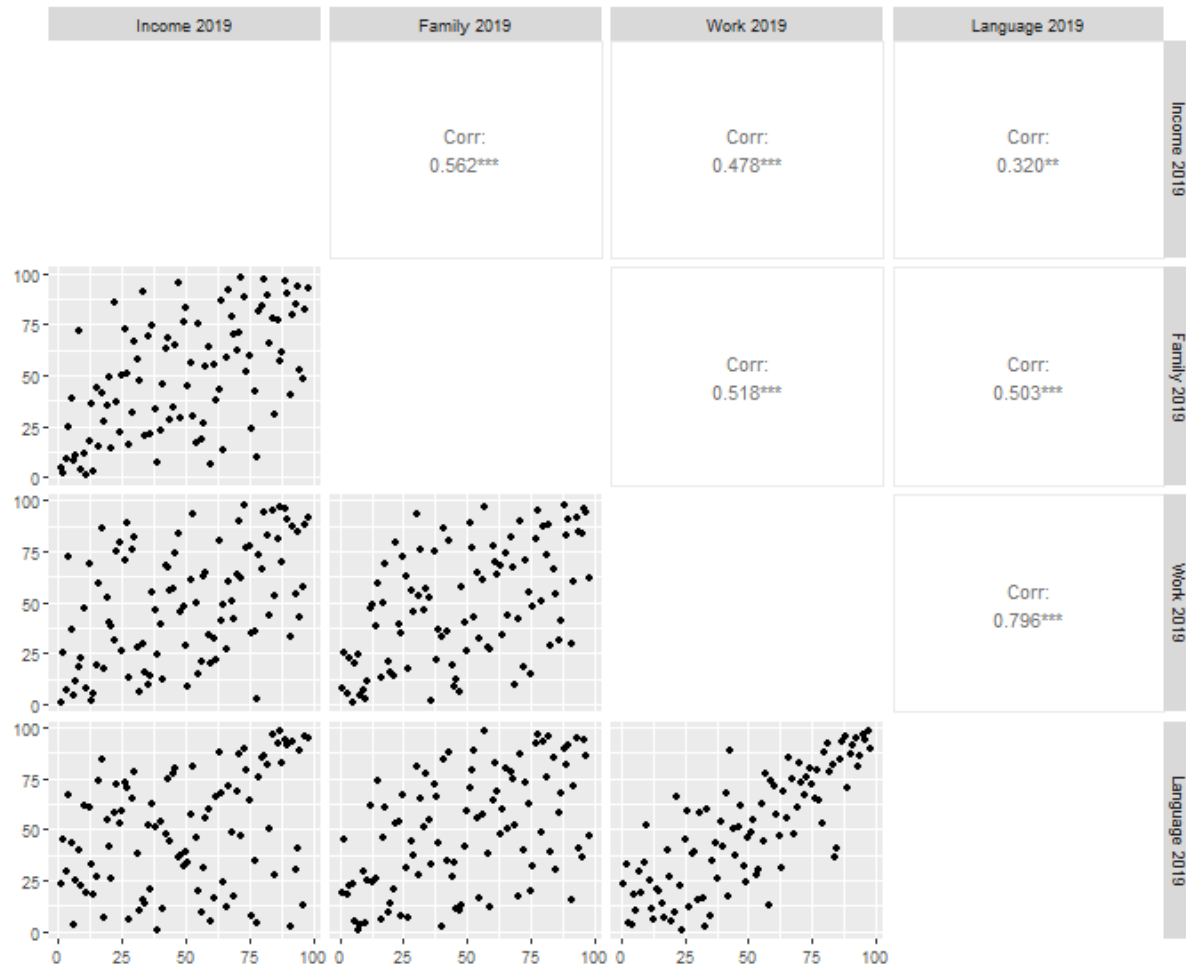 Income 2019
Family 2019
Work 2019
Language 2019
Corr:
0.562***
Corr:
0.478***
Corr:
0.320**
Income 2019
100
75
50
25
0
Corr:
0.518***
Corr:
0.503***
Family 2019
100
75
50
25
0
Corr:
0.796***
Work 2019
100
75
50
25
0
Language 2019
0 25 50 75 100
0 25 50 75 100
0 25 50 75 100